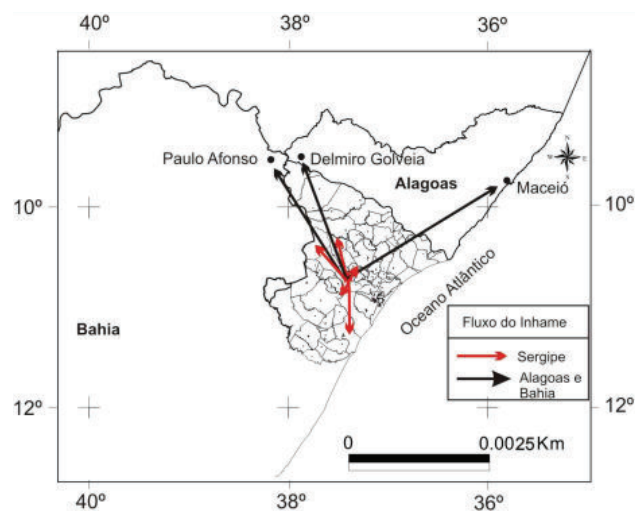 40º 38º 36º
Paulo Afonso
Delmiro Golveia
Alagoas
Maceió
10º 10º
Oceano Atlântico
Bahia
Fluxo do Inhame
Sergipe
Alagoas e
Bahia
12º 12º
0 0.0025Km
40º 38º 36º